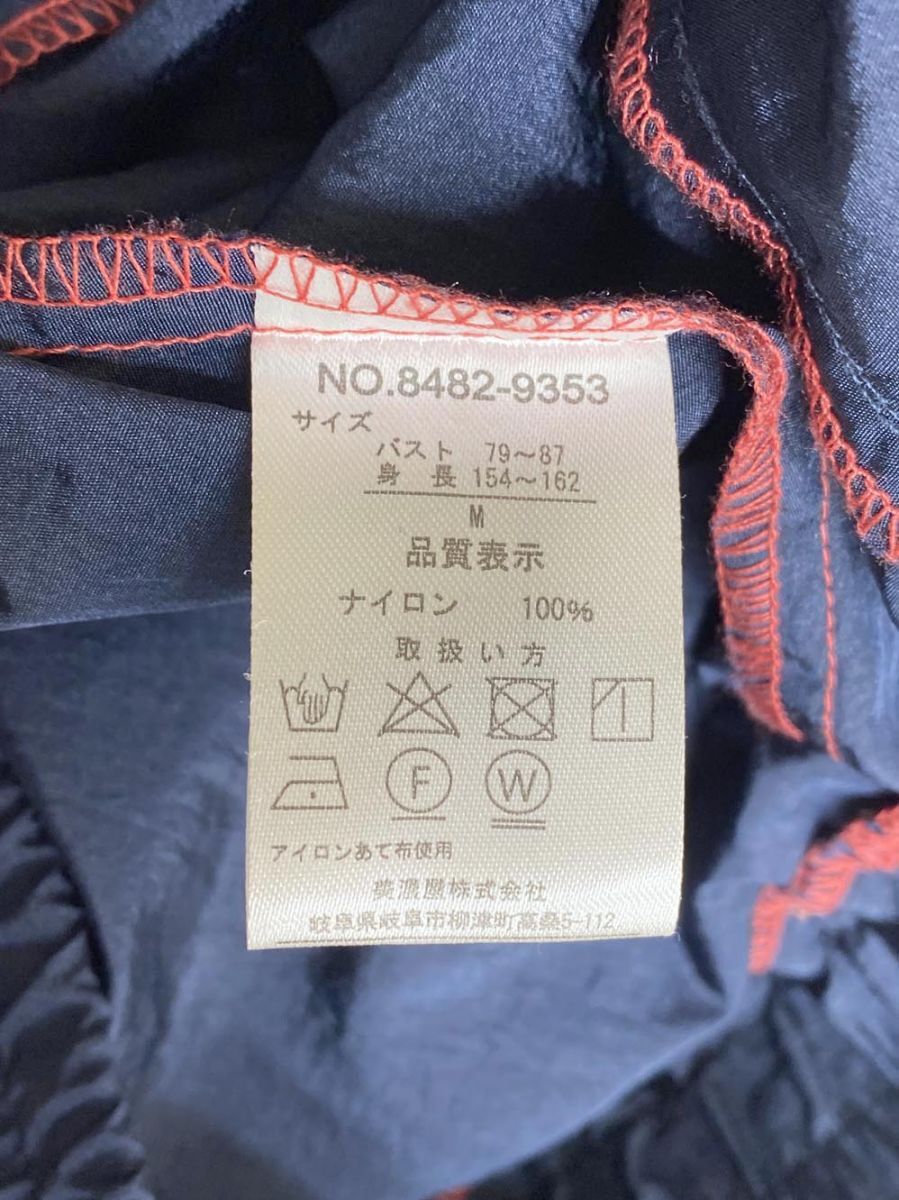 NO.8482-9353
サイズ
バスト 79～87
身長 154～162
M
品質表示
ナイロン 100%
取扱い方
F W
アイロンあて布使用
美濃屋株式会社
岐阜県岐阜市柳津町高桑5-112